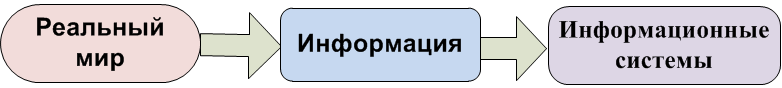 Реальный
мир
Информация
Информационные
системы